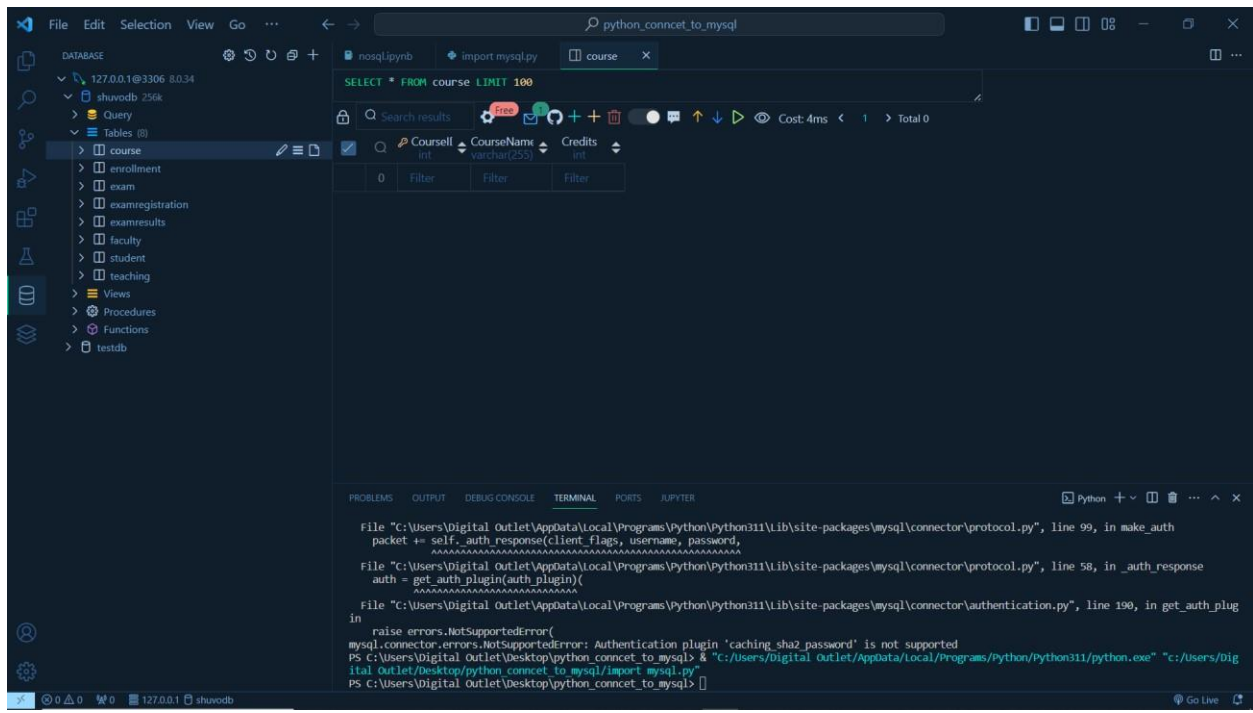 File Edit Selection View Go ···
python_conncet_to_mysql
DATABASE
127.0.0.1@3306 8.0.34
shuvodb 256k
Query
Tables (8)
course
enrollment
exam
examregistration
examresults
faculty
student
teaching
Views
Procedures
Functions
testdb
nosql.ipynb
import mysql.py
course
SELECT * FROM course LIMIT 100
Search results
Free
1
Cost: 4ms < 1 > Total 0
CourseI
int
CourseName
varchar(255)
Credits
int
0 Filter Filter Filter
PROBLEMS OUTPUT DEBUG CONSOLE TERMINAL PORTS JUPYTER
Python
File "C:\Users\Digital Outlet\AppData\Local\Programs\Python\Python311\Lib\site-packages\mysql\connector\protocol.py", line 99, in make_auth
packet += self._auth_response(client_flags, username, password,
^^^^^^^^^^^^^^^^^^^^^^^^^^^^^^^^^^^^^^^^^^^^^^^^^^^^^
File "C:\Users\Digital Outlet\AppData\Local\Programs\Python\Python311\Lib\site-packages\mysql\connector\protocol.py", line 58, in _auth_response
auth = get_auth_plugin(auth_plugin)(
^^^^^^^^^^^^^^^^^^^^^^^^^^^^
File "C:\Users\Digital Outlet\AppData\Local\Programs\Python\Python311\Lib\site-packages\mysql\connector\authentication.py", line 190, in get_auth_plug
in
raise errors.NotSupportedError(
mysql.connector.errors.NotSupportedError: Authentication plugin 'caching_sha2_password' is not supported
PS C:\Users\Digital Outlet\Desktop\python_conncet_to_mysql> & "C:/Users/Digital Outlet/AppData/Local/Programs/Python/Python311/python.exe" "c:/Users/Dig
ital Outlet/Desktop/python_conncet_to_mysql/import mysql.py"
PS C:\Users\Digital Outlet\Desktop\python_conncet_to_mysql>
0 0 0 127.0.0.1 shuvodb
Go Live